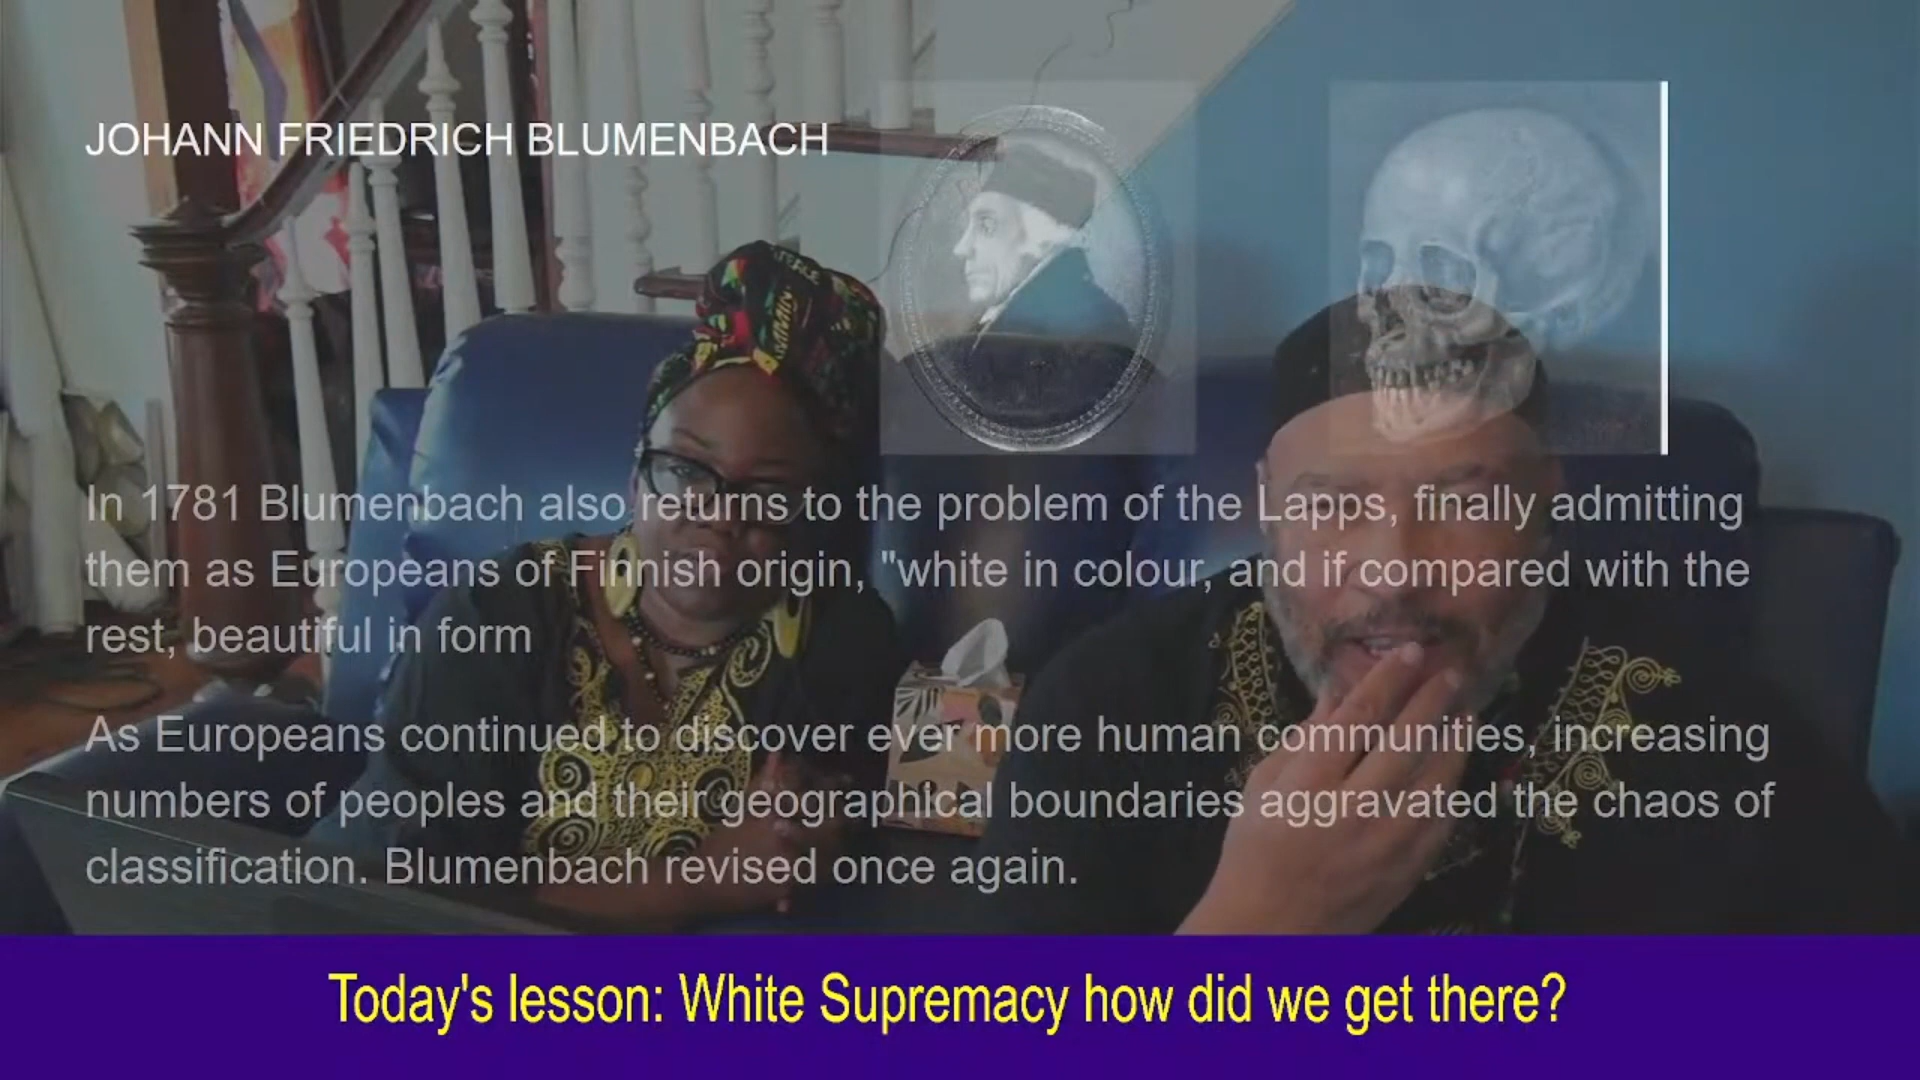 JOHANN FRIEDRICH BLUMENBACH
In 1781 Blumenbach also returns to the problem of the Lapps, finally admitting
them as Europeans of Finnish origin, "white in colour, and if compared with the
rest, beautiful in form
As Europeans continued to discover ever more human communities, increasing
numbers of peoples and their geographical boundaries aggravated the chaos of
classification. Blumenbach revised once again.
Today's lesson: White Supremacy how did we get there?